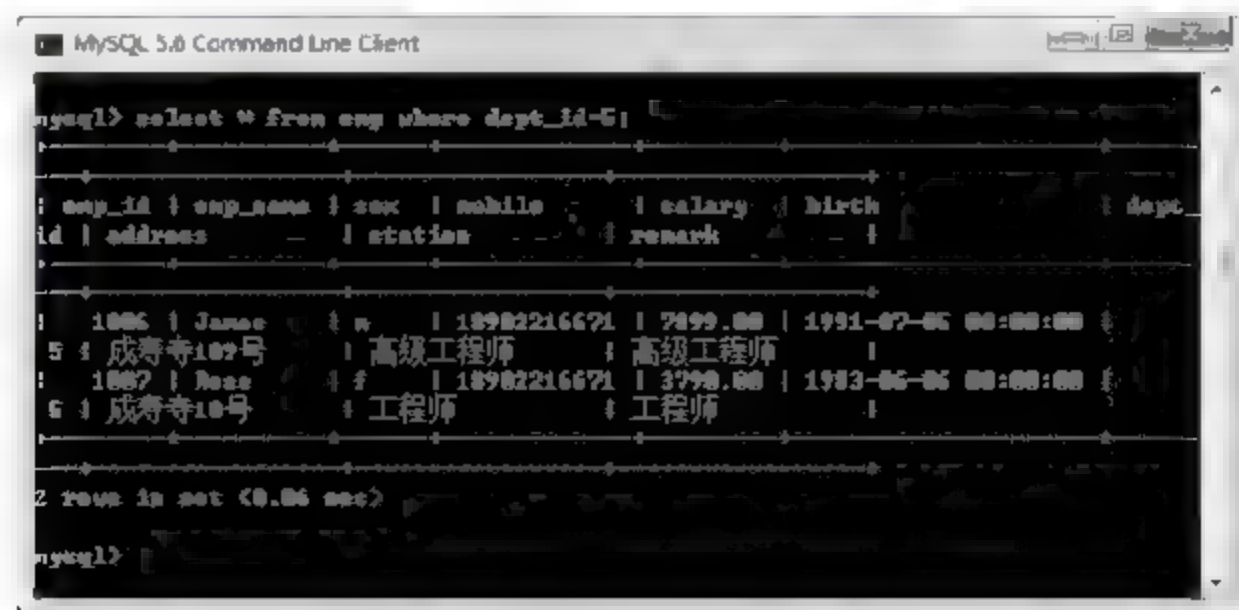 MySQL 5.0 Command Line Client
mysql> select * from emp where dept_id=5;
| emp_id | emp_name | sex | mobile | salary | birth | dept_
id | address | station | remark |
| 1006 | James | m | 18902216671 | 7899.00 | 1991-07-06 00:00:00 |
5 | 成寿寺109号 | 高级工程师 | 高级工程师 |
| 1007 | Rose | f | 18902216671 | 3798.00 | 1983-06-06 00:00:00 |
5 | 成寿寺10号 | 工程师 | 工程师 |
2 rows in set (0.06 sec)
mysql>